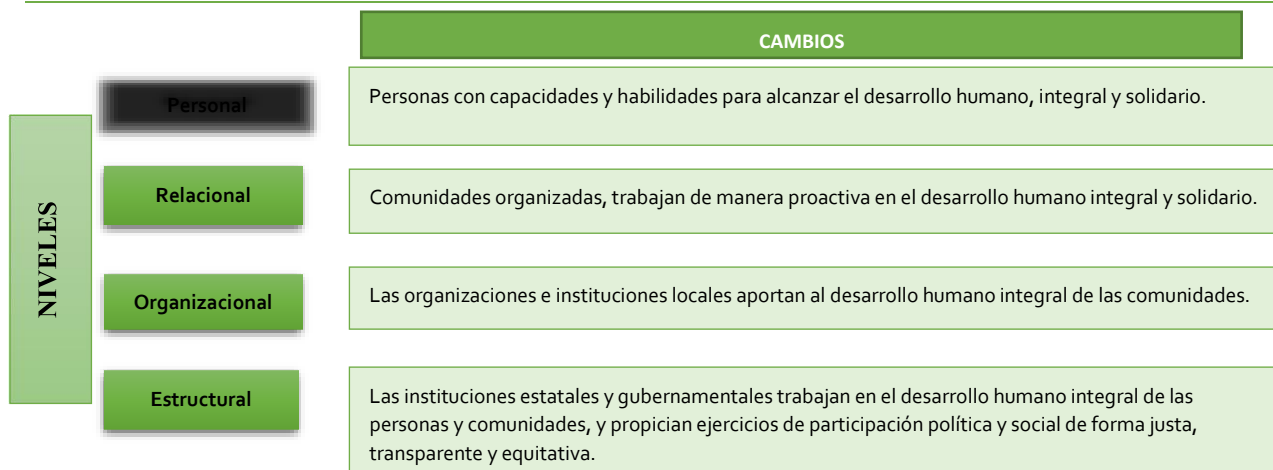 CAMBIOS
NIVELES
Personal
Personas con capacidades y habilidades para alcanzar el desarrollo humano, integral y solidario.
Relacional
Comunidades organizadas, trabajan de manera proactiva en el desarrollo humano integral y solidario.
Organizacional
Las organizaciones e instituciones locales aportan al desarrollo humano integral de las comunidades.
Estructural
Las instituciones estatales y gubernamentales trabajan en el desarrollo humano integral de las
personas y comunidades, y propician ejercicios de participación política y social de forma justa,
transparente y equitativa.